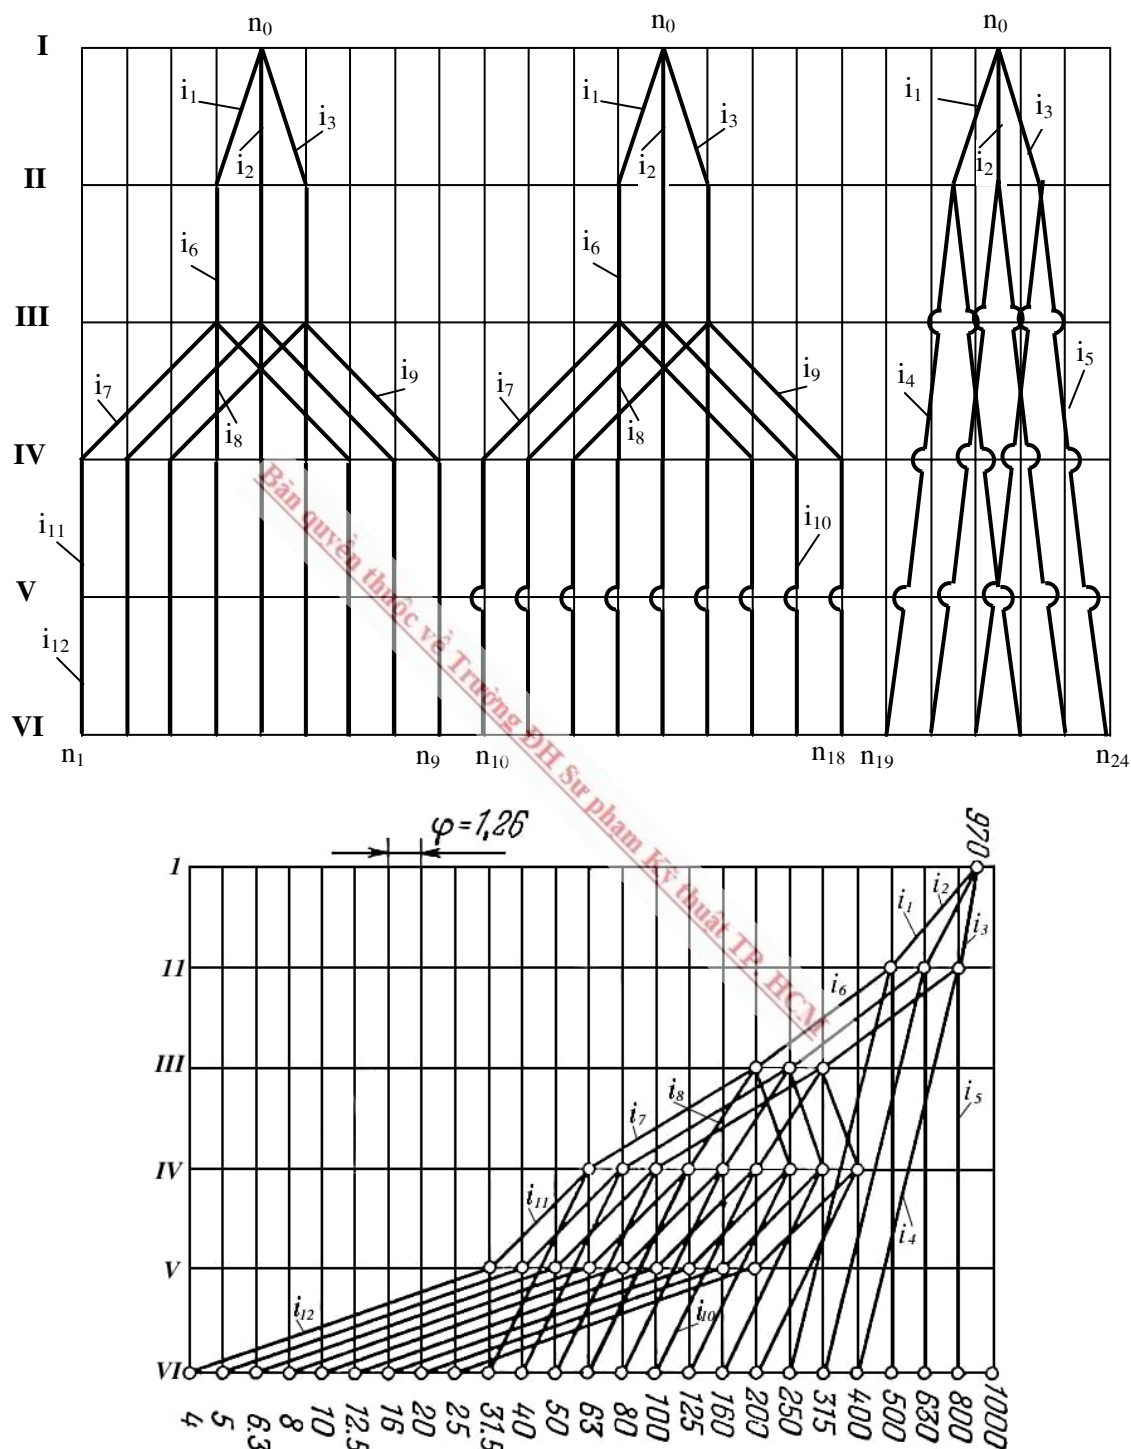 n0 n0 n0
I
i1 i2 i3 i1 i2 i3 i1 i2 i3
II
i6 i6
III
i7 i8 i9 i7 i8 i9 i4 i5
IV
i11 i10
V
i12
VI
n1 n9 n10 n18 n19 n24
Bản quyền thuộc về Trường ĐH Sư phạm Kỹ thuật TP. HCM
φ=1,26
970
I
i1 i2 i3
11
i6
III
i7 i8 i5
IV
i11 i4
V
i12 i10
VI
4 5 6.3 8 10 12.5 16 20 25 31.5 40 50 63 80 100 125 160 200 250 315 400 500 630 800 1000